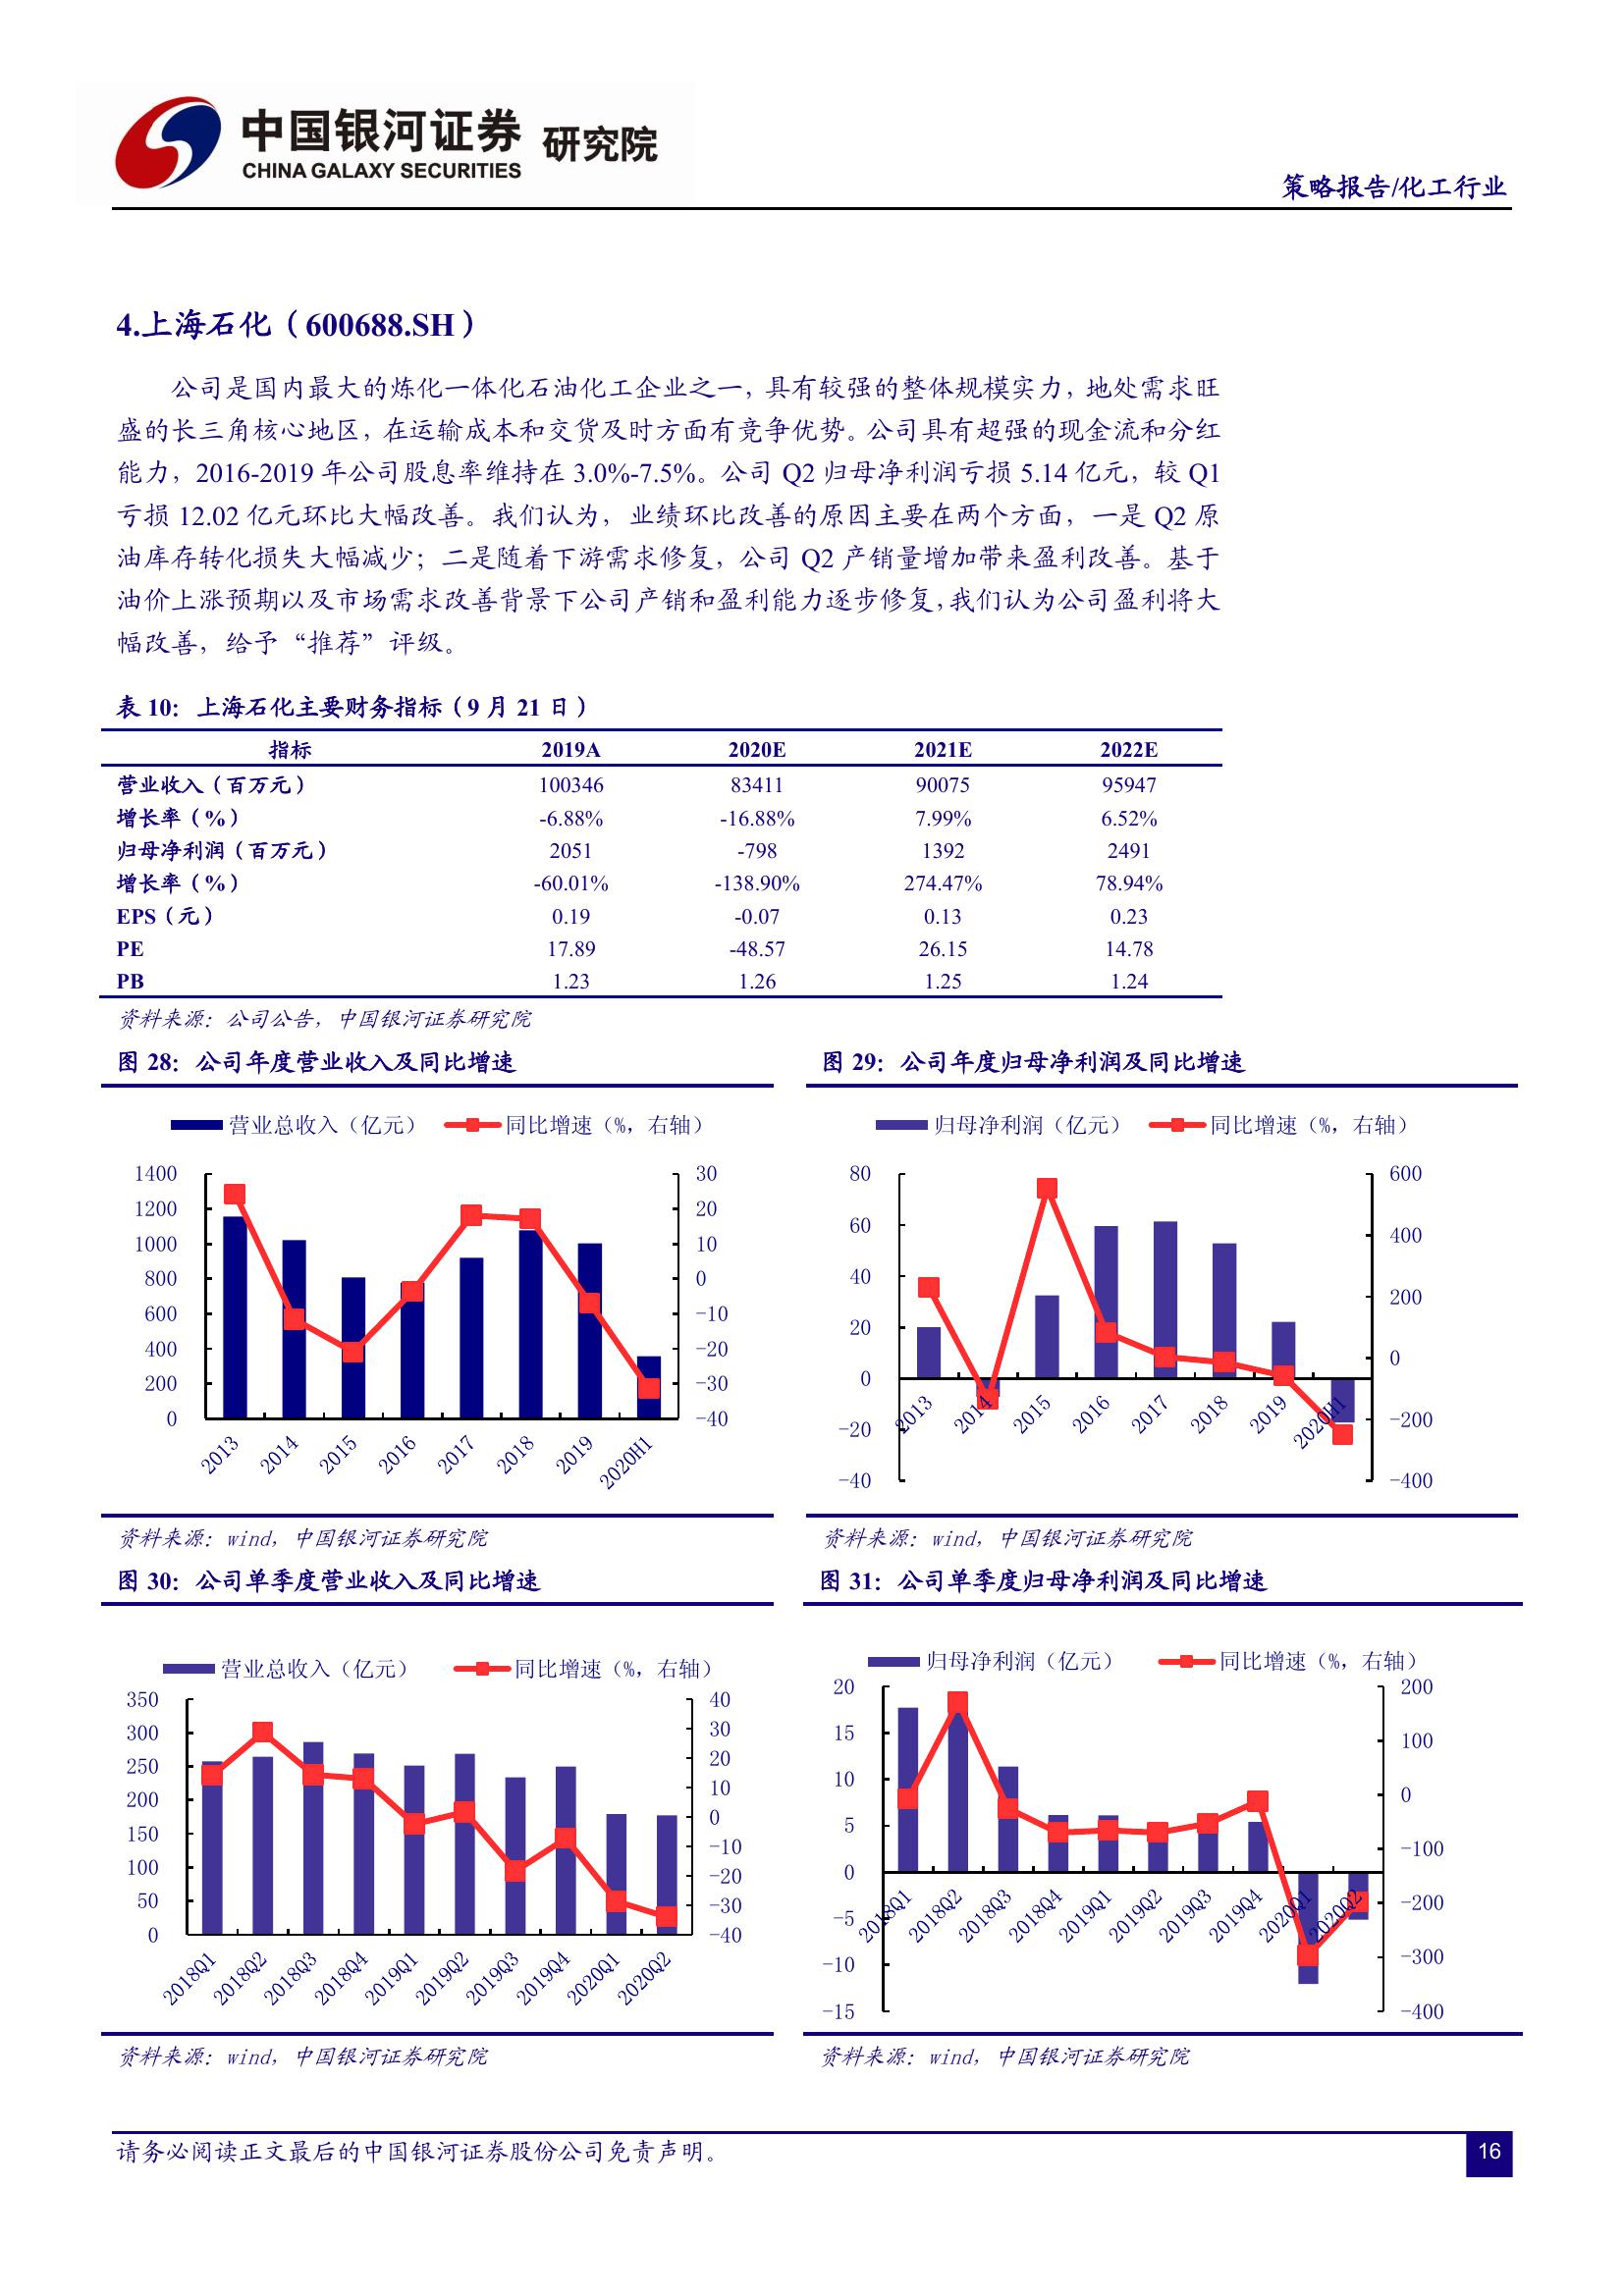 中国银河证券 研究院
CHINA GALAXY SECURITIES
策略报告/化工行业
4.上海石化（600688.SH）
公司是国内最大的炼化一体化石油化工企业之一，具有较强的整体规模实力，地处需求旺
盛的长三角核心地区，在运输成本和交货及时方面有竞争优势。公司具有超强的现金流和分红
能力，2016-2019 年公司股息率维持在 3.0%-7.5%。公司 Q2 归母净利润亏损 5.14 亿元，较 Q1
亏损 12.02 亿元环比大幅改善。我们认为，业绩环比改善的原因主要在两个方面，一是 Q2 原
油库存转化损失大幅减少；二是随着下游需求修复，公司 Q2 产销量增加带来盈利改善。基于
油价上涨预期以及市场需求改善背景下公司产销和盈利能力逐步修复，我们认为公司盈利将大
幅改善，给予“推荐”评级。
表 10：上海石化主要财务指标（9 月 21 日）
指标 2019A 2020E 2021E 2022E
营业收入（百万元） 100346 83411 90075 95947
增长率（%） -6.88% -16.88% 7.99% 6.52%
归母净利润（百万元） 2051 -798 1392 2491
增长率（%） -60.01% -138.90% 274.47% 78.94%
EPS（元） 0.19 -0.07 0.13 0.23
PE 17.89 -48.57 26.15 14.78
PB 1.23 1.26 1.25 1.24
资料来源：公司公告，中国银河证券研究院
图 28：公司年度营业收入及同比增速
营业总收入（亿元） 同比增速（%，右轴）
1400 30
1200 20
1000 10
800 0
600 -10
400 -20
200 -30
0 -40
2013 2014 2015 2016 2017 2018 2019 2020H1
资料来源：wind，中国银河证券研究院
图 29：公司年度归母净利润及同比增速
归母净利润（亿元） 同比增速（%，右轴）
80 600
60 400
40 200
20 0
0 -200
-20 -400
-40
2013 2014 2015 2016 2017 2018 2019 2020H1
资料来源：wind，中国银河证券研究院
图 30：公司单季度营业收入及同比增速
营业总收入（亿元） 同比增速（%，右轴）
350 40
300 30
250 20
200 10
150 0
100 -10
50 -20
0 -30
-40
2018Q1 2018Q2 2018Q3 2018Q4 2019Q1 2019Q2 2019Q3 2019Q4 2020Q1 2020Q2
资料来源：wind，中国银河证券研究院
图 31：公司单季度归母净利润及同比增速
归母净利润（亿元） 同比增速（%，右轴）
20 200
15 100
10 0
5 -100
0 -200
-5 -300
-10 -400
-15
2018Q1 2018Q2 2018Q3 2018Q4 2019Q1 2019Q2 2019Q3 2019Q4 2020Q1 2020Q2
资料来源：wind，中国银河证券研究院
请务必阅读正文最后的中国银河证券股份公司免责声明。
16